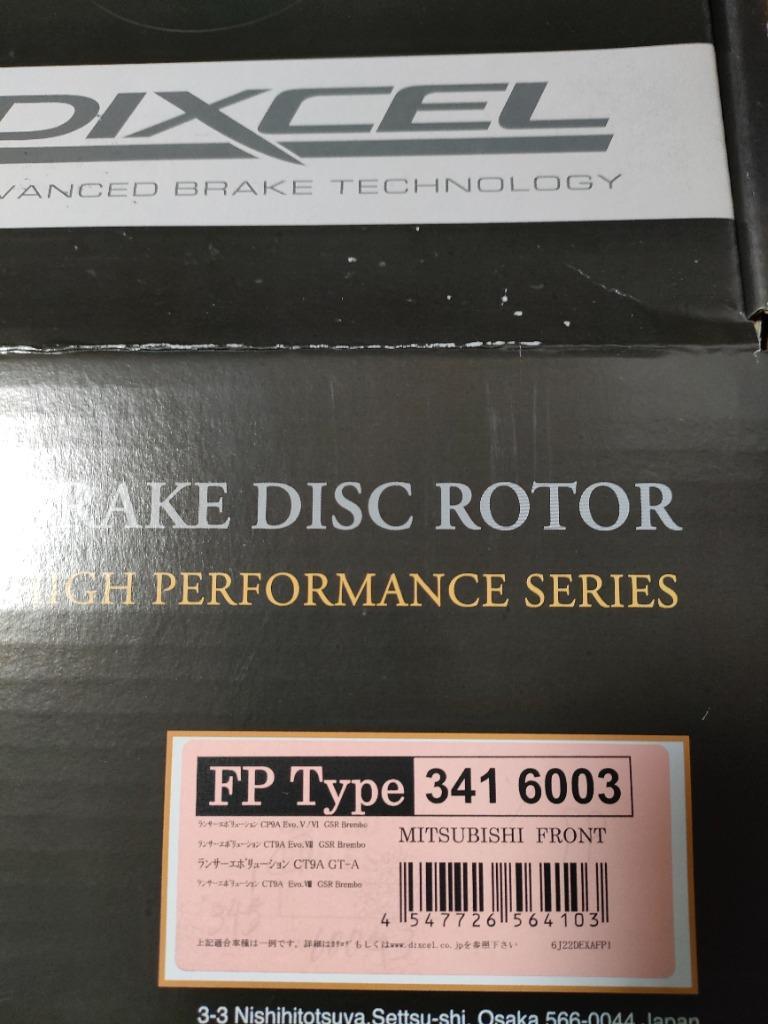 DIXCEL
VANCED BRAKE TECHNOLOGY
RAKE DISC ROTOR
HIGH PERFORMANCE SERIES
FP Type 341 6003
ランサーエボリューション CP9A Evo.Ⅴ/Ⅵ GSR Brembo
MITSUBISHI FRONT
ランサーエボリューション CT9A Evo.Ⅶ GSR Brembo
ランサーエボリューション CT9A GT-A
ランサーエボリューション CT9A Evo.Ⅷ GSR Brembo
4 547726 564103
上記適合車種は一例です。詳細はｶﾀﾛｸﾞもしくはwww.dixcel.co.jpを参照下さい
6J22DEXAFP1
3-3 Nishihitotsuya,Settsu-shi, Osaka 566-0044 Japan